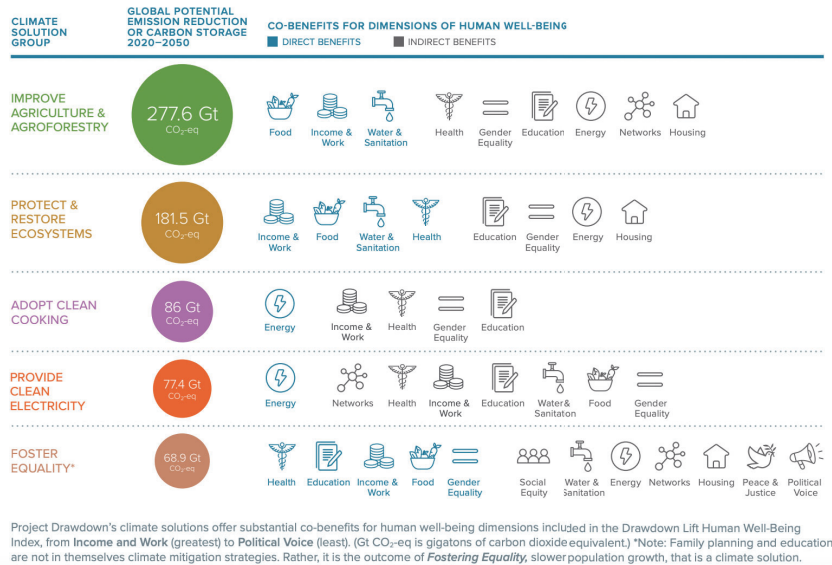 CLIMATE
SOLUTION
GROUP
GLOBAL POTENTIAL
EMISSION REDUCTION
OR CARBON STORAGE
2020–2050
CO-BENEFITS FOR DIMENSIONS OF HUMAN WELL-BEING
DIRECT BENEFITS INDIRECT BENEFITS
IMPROVE
AGRICULTURE &
AGROFORESTRY
277.6 Gt
CO₂-eq
Food Income & Work Water & Sanitation Health Gender Equality Education Energy Networks Housing
PROTECT &
RESTORE
ECOSYSTEMS
181.5 Gt
CO₂-eq
Income & Work Food Water & Sanitation Health Education Gender Equality Energy Housing
ADOPT CLEAN
COOKING
86 Gt
CO₂-eq
Energy Income & Work Health Gender Equality Education
PROVIDE
CLEAN
ELECTRICITY
77.4 Gt
CO₂-eq
Energy Networks Health Income & Work Education Water & Sanitaton Food Gender Equality
FOSTER
EQUALITY*
68.9 Gt
CO₂-eq
Health Education Income & Work Food Gender Equality Social Equity Water & Sanitation Energy Networks Housing Peace & Justice Political Voice
Project Drawdown's climate solutions offer substantial co-benefits for human well-being dimensions included in the Drawdown Lift Human Well-Being
Index, from Income and Work (greatest) to Political Voice (least). (Gt CO₂-eq is gigatons of carbon dioxide equivalent.) *Note: Family planning and education
are not in themselves climate mitigation strategies. Rather, it is the outcome of Fostering Equality, slower population growth, that is a climate solution.